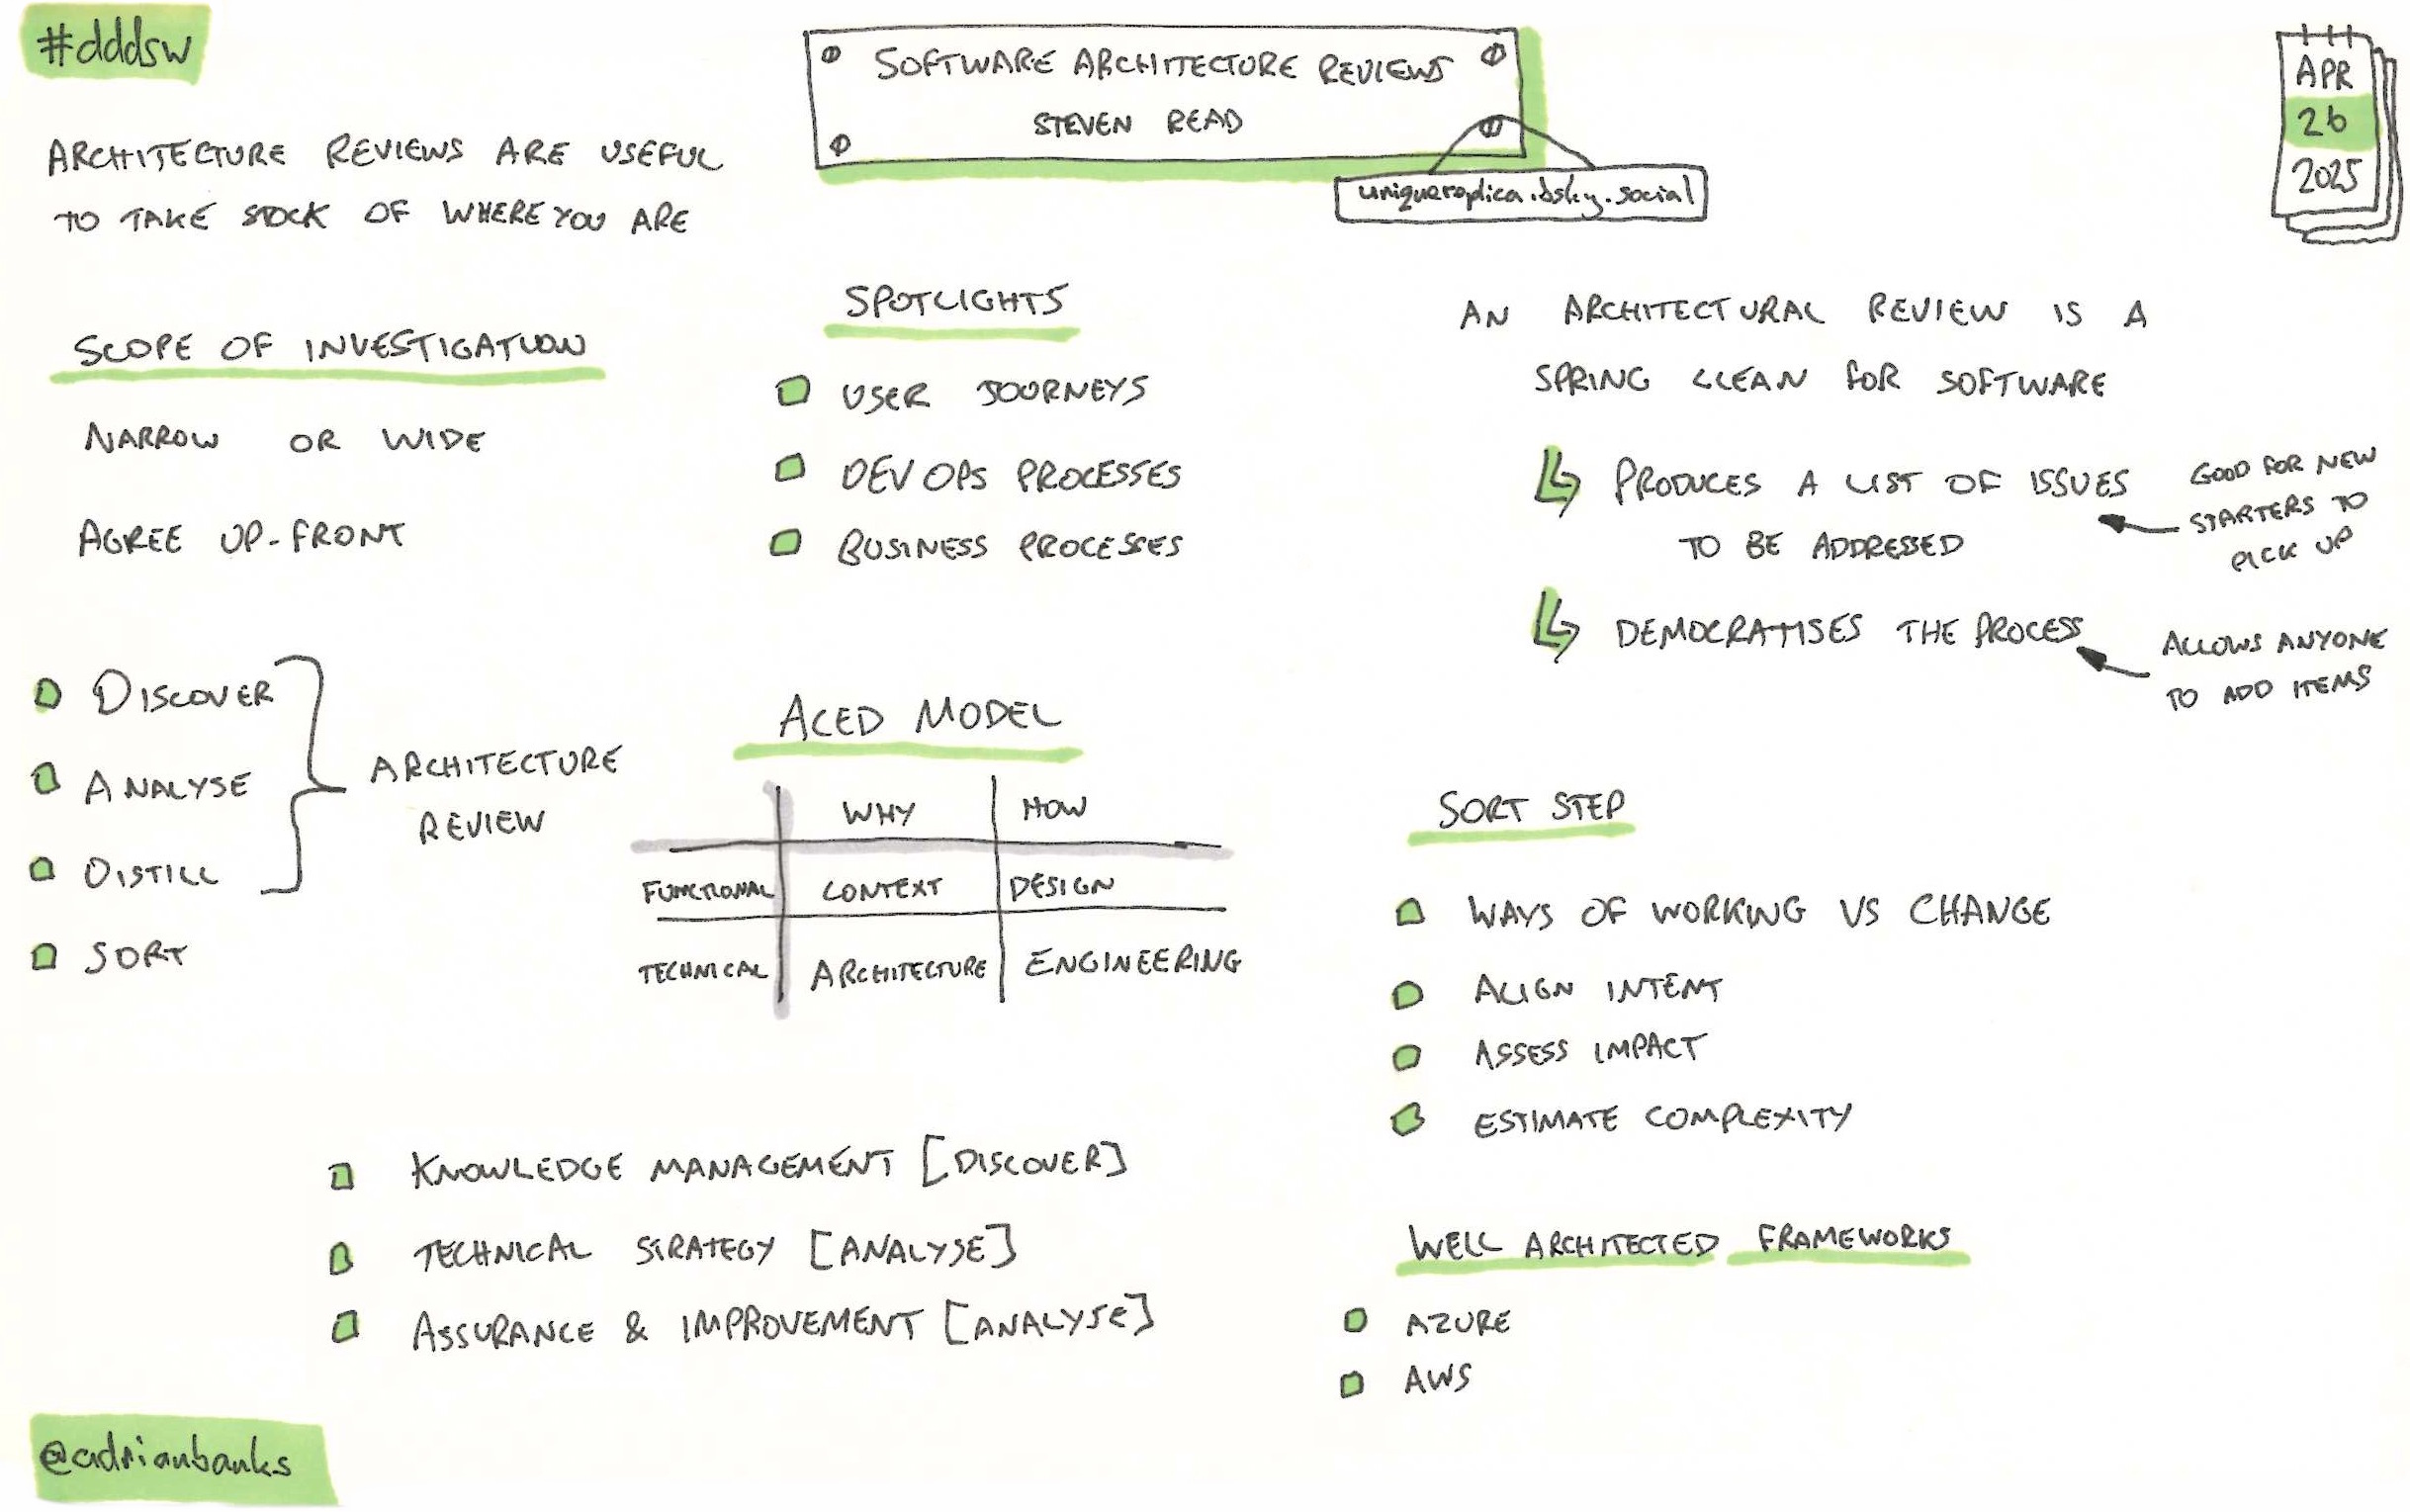 #dddsw
SOFTWARE ARCHITECTURE REVIEWS
STEVEN READ
uniquereplica.bsky.social
APR
26
2025
ARCHITECTURE REVIEWS ARE USEFUL
TO TAKE STOCK OF WHERE YOU ARE
SCOPE OF INVESTIGATION
NARROW OR WIDE
AGREE UP-FRONT
SPOTLIGHTS
USER JOURNEYS
DEVOPS PROCESSES
BUSINESS PROCESSES
AN ARCHITECTURAL REVIEW IS A
SPRING CLEAN FOR SOFTWARE
PRODUCES A LIST OF ISSUES
TO BE ADDRESSED
GOOD FOR NEW
STARTERS TO
PICK UP
DEMOCRATISES THE PROCESS
ALLOWS ANYONE
TO ADD ITEMS
DISCOVER
ANALYSE
DISTILL
SORT
ARCHITECTURE
REVIEW
ACED MODEL
WHY HOW
FUNCTIONAL CONTEXT DESIGN
TECHNICAL ARCHITECTURE ENGINEERING
SORT STEP
WAYS OF WORKING VS CHANGE
ALIGN INTENT
ASSESS IMPACT
ESTIMATE COMPLEXITY
KNOWLEDGE MANAGEMENT [DISCOVER]
TECHNICAL STRATEGY [ANALYSE]
ASSURANCE & IMPROVEMENT [ANALYSE]
WELL ARCHITECTED FRAMEWORKS
AZURE
AWS
@adrianbanks